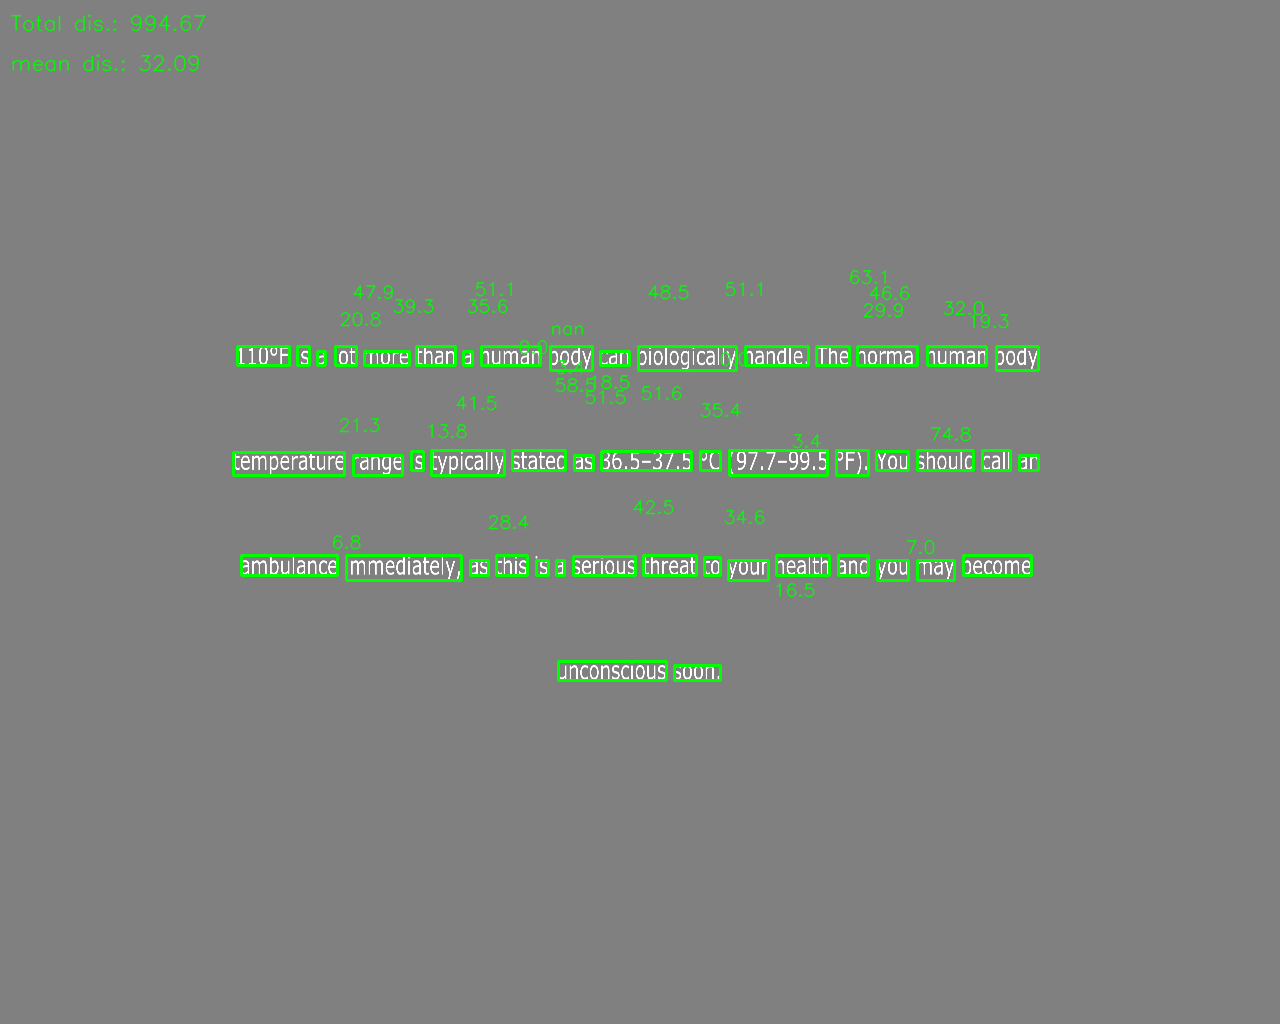 Total dis.: 994.67
mean dis.: 32.09
63.1
47.9 51.1 48.5 51.1 46.6
39.3 35.6 29.9 32.0
20.8 nan 19.3
110°F is a lot more than a human body can biologically handle. The normal human body
58.5 18.5
41.5 51.5 51.6 35.4
21.3 13.8 3.4 74.8
temperature range is typically stated as 36.5–37.5 °C (97.7–99.5 °F). You should call an
28.4 42.5 34.6
6.8 7.0
ambulance immediately, as this is a serious threat to your health and you may become
16.5
unconscious soon.